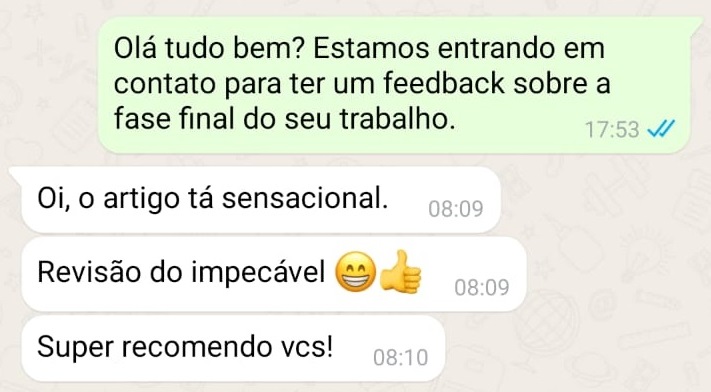 Olá tudo bem? Estamos entrando em
contato para ter um feedback sobre a
fase final do seu trabalho.
17:53
Oi, o artigo tá sensacional.
08:09
Revisão do impecável 😁👍
08:09
Super recomendo vcs!
08:10